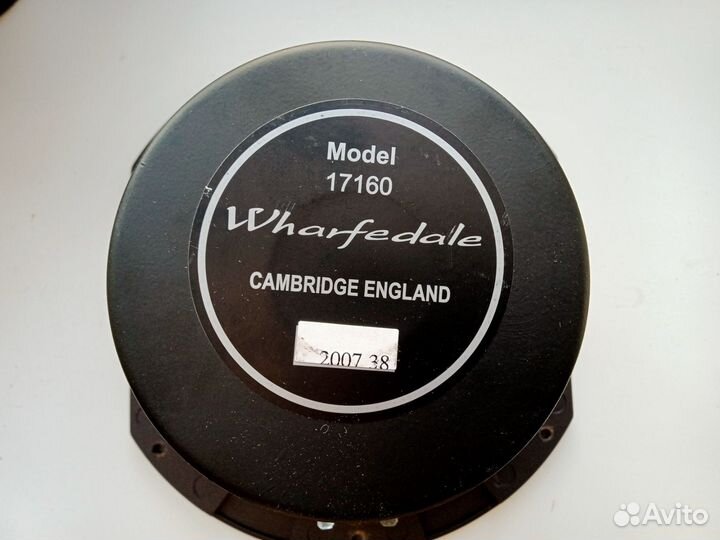 Model
17160
Wharfedale
CAMBRIDGE ENGLAND
2007 38
Avito